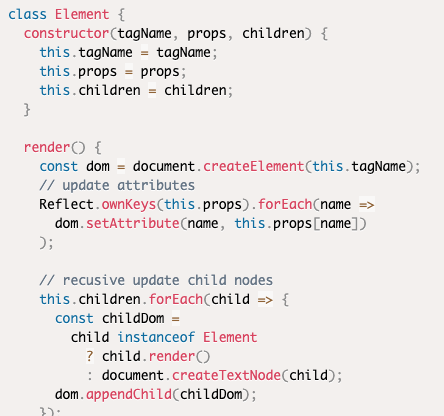 class Element {
  constructor(tagName, props, children) {
    this.tagName = tagName;
    this.props = props;
    this.children = children;
  }

  render() {
    const dom = document.createElement(this.tagName);
    // update attributes
    Reflect.ownKeys(this.props).forEach(name =>
      dom.setAttribute(name, this.props[name])
    );

    // recusive update child nodes
    this.children.forEach(child => {
      const childDom =
        child instanceof Element
          ? child.render()
          : document.createTextNode(child);
      dom.appendChild(childDom);
    });